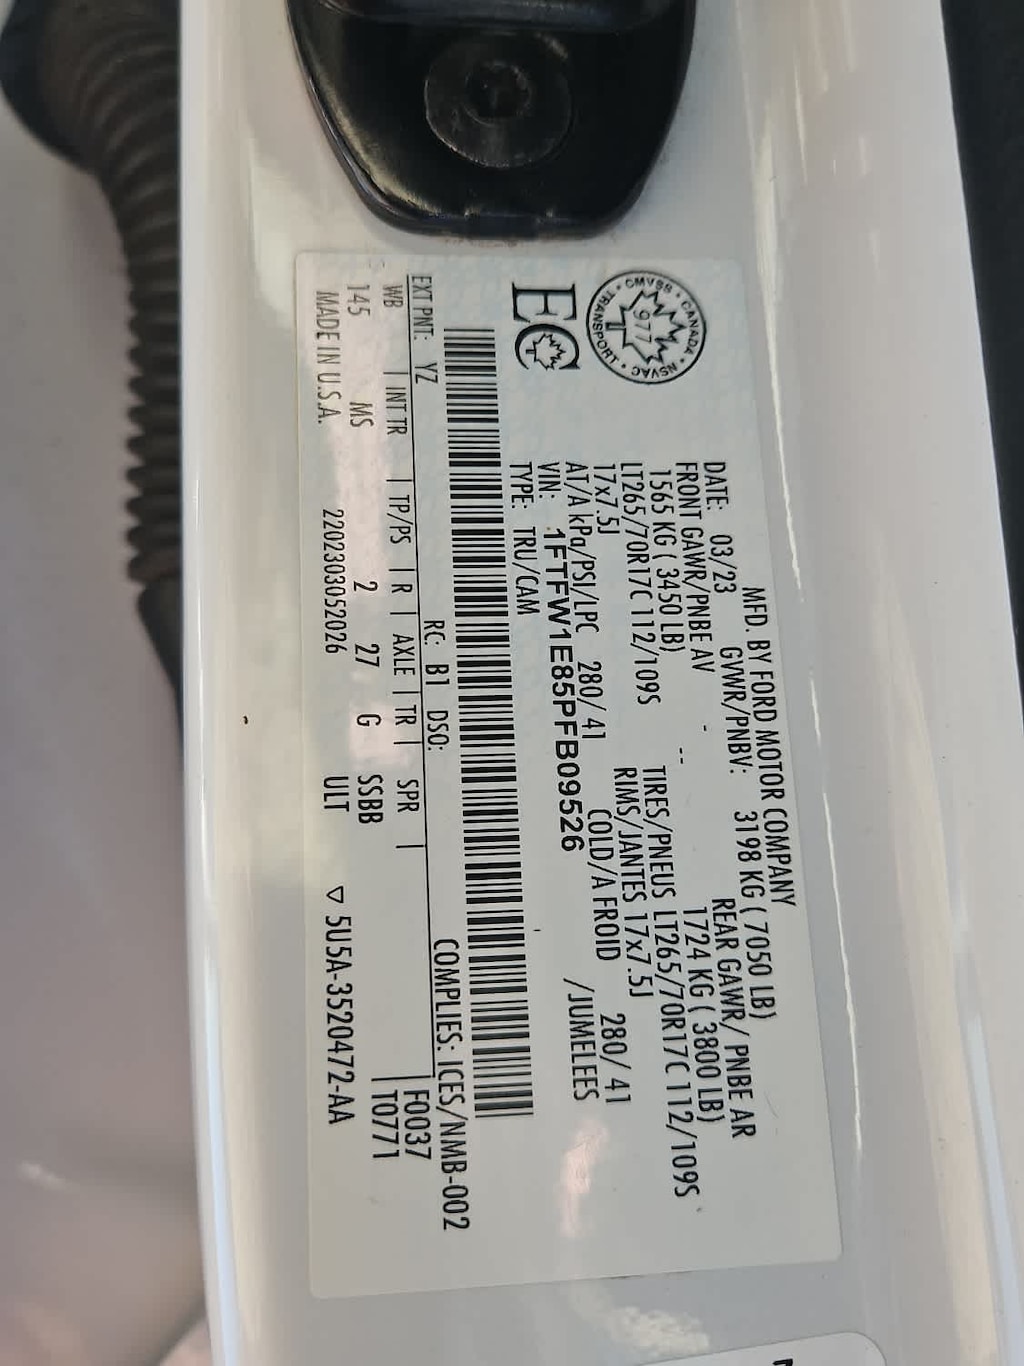 MFD. BY FORD MOTOR COMPANY
DATE: 03/23 GVWR/PNBV: 3198 KG ( 7050 LB)
FRONT GAWR/PNBE AV REAR GAWR/ PNBE AR
1565 KG ( 3450 LB) 1724 KG ( 3800 LB)
LT265/70R17C 112/109S TIRES/PNEUS LT265/70R17C 112/109S
17x7.5J RIMS/JANTES 17x7.5J
AT/A kPa/PSI/LPC 280/ 41 COLD/A FROID 280/ 41
VIN: 1FTFW1E85PFB09526 /JUMELEES
TYPE: TRU/CAM
CANADA • NSVAC • TRANSPORT • CMVSS
977
EC
COMPLIES: ICES/NMB-002
EXT PNT: YZ RC: B1 DSO: F0037
WB | INT TR | TP/PS | R | AXLE | TR | SPR | T0771
145 MS 2 27 G SSBB
MADE IN U.S.A. 220230305​2026 ULT ▽ 5U5A-3520472-AA